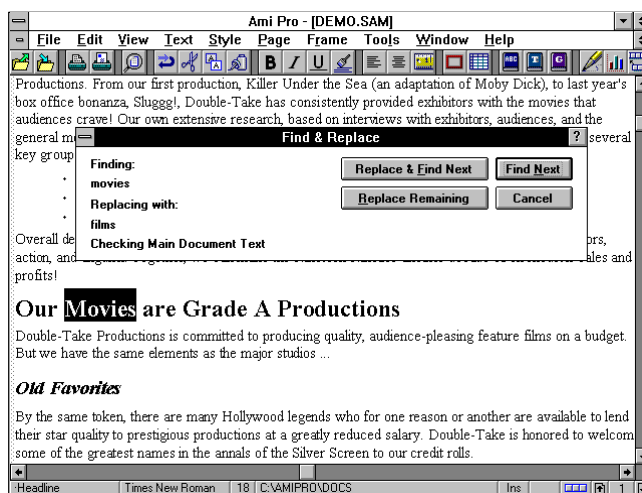 Ami Pro - [DEMO.SAM]
File Edit View Text Style Page Frame Tools Window Help
B I U ABC T G
Productions. From our first production, Killer Under the Sea (an adaptation of Moby Dick), to last year's
box office bonanza, Sluggg!, Double-Take has consistently provided exhibitors with the movies that
audiences crave! Our own extensive research, based on interviews with exhibitors, audiences, and the
general several
key group
Find & Replace ?
Finding:
movies
Replacing with:
films
Checking Main Document Text
Replace & Find Next Find Next
Replace Remaining Cancel
Overall
action, and sales and
profits!
Our Movies are Grade A Productions
Double-Take Productions is committed to producing quality, audience-pleasing feature films on a budget.
But we have the same elements as the major studios ...
Old Favorites
By the same token, there are many Hollywood legends who for one reason or another are available to lend
their star quality to prestigious productions at a greatly reduced salary. Double-Take is honored to welcom
some of the greatest names in the annals of the Silver Screen to our credit rolls.
Headline Times New Roman 18 C:\AMIPRO\DOCS Ins 1